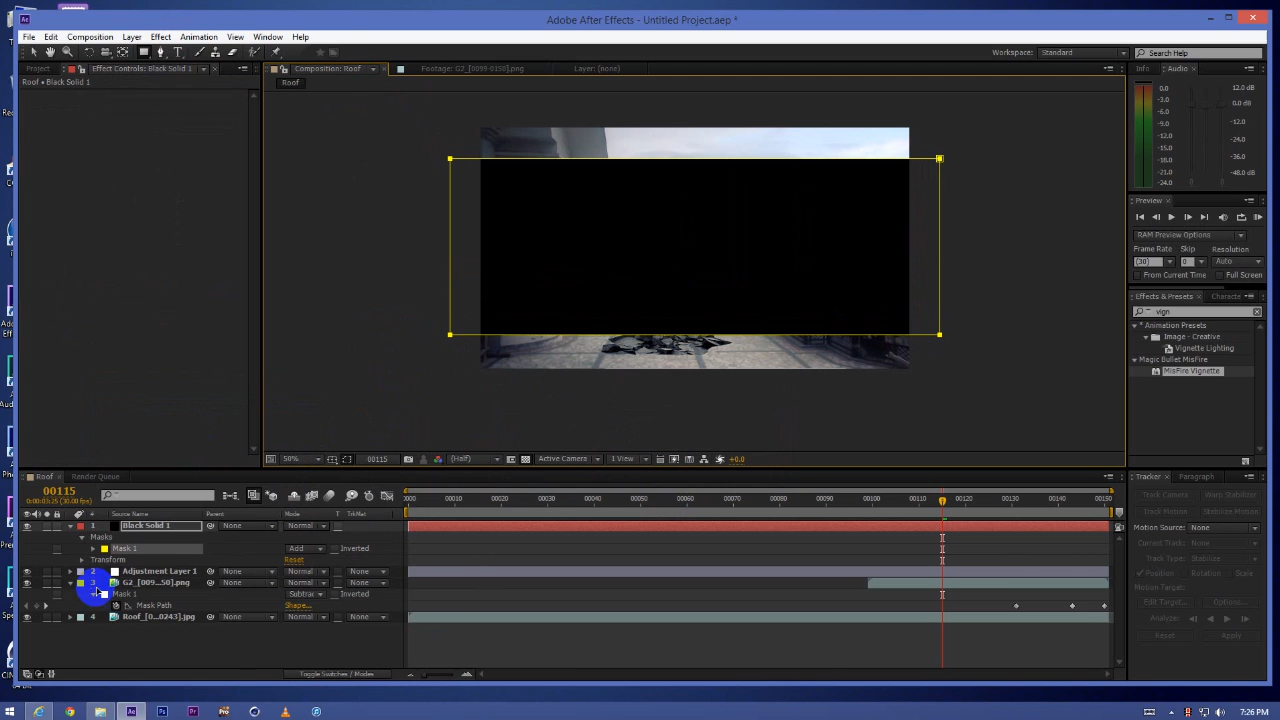 Adobe After Effects - Untitled Project.aep *
File Edit Composition Layer Effect Animation View Window Help
Workspace: Standard Search Help
Project Effect Controls: Black Solid 1 Composition: Roof Footage: G2_[0099-0150].png Layer: (none) Info Audio
Roof • Black Solid 1 Roof
12.0 dB
0.0 0.0 dB
-3.0
-6.0 -12.0
-9.0 -24.0
-12.0
-15.0 -36.0
-18.0
-21.0 -48.0 dB
-24.0
Preview
RAM Preview Options
Frame Rate Skip Resolution
(30) 0 Auto
From Current Time Full Screen
Effects & Presets Characte
vign
* Animation Presets
Image - Creative
Vignette Lighting
Magic Bullet MisFire
MisFire Vignette
50% 00115 (Half) Active Camera 1 View +0.0
Roof Render Queue Tracker Paragraph
00115
0:00:03:25 (30.00 fps)
0000 00010 00020 00030 00040 00050 00060 00070 00080 00090 00100 00110 00120 00130 00140 00150
Track Camera Warp Stabilizer
Track Motion Stabilize Motion
# Source Name Parent Mode T TrkMat
1 Black Solid 1 None Normal
Masks
Mask 1 Add Inverted
Transform Reset
2 Adjustment Layer 1 None Normal None
3 G2_[009...50].png None Normal None
Mask 1 Subtrac Inverted
Mask Path Shape...
4 Roof_[0...0243].jpg None Normal None
Toggle Switches / Modes
Motion Source: None
Current Track: None
Track Type: Stabilize
Position Rotation Scale
Motion Target:
Edit Target... Options...
Analyze:
Reset Apply
7:26 PM